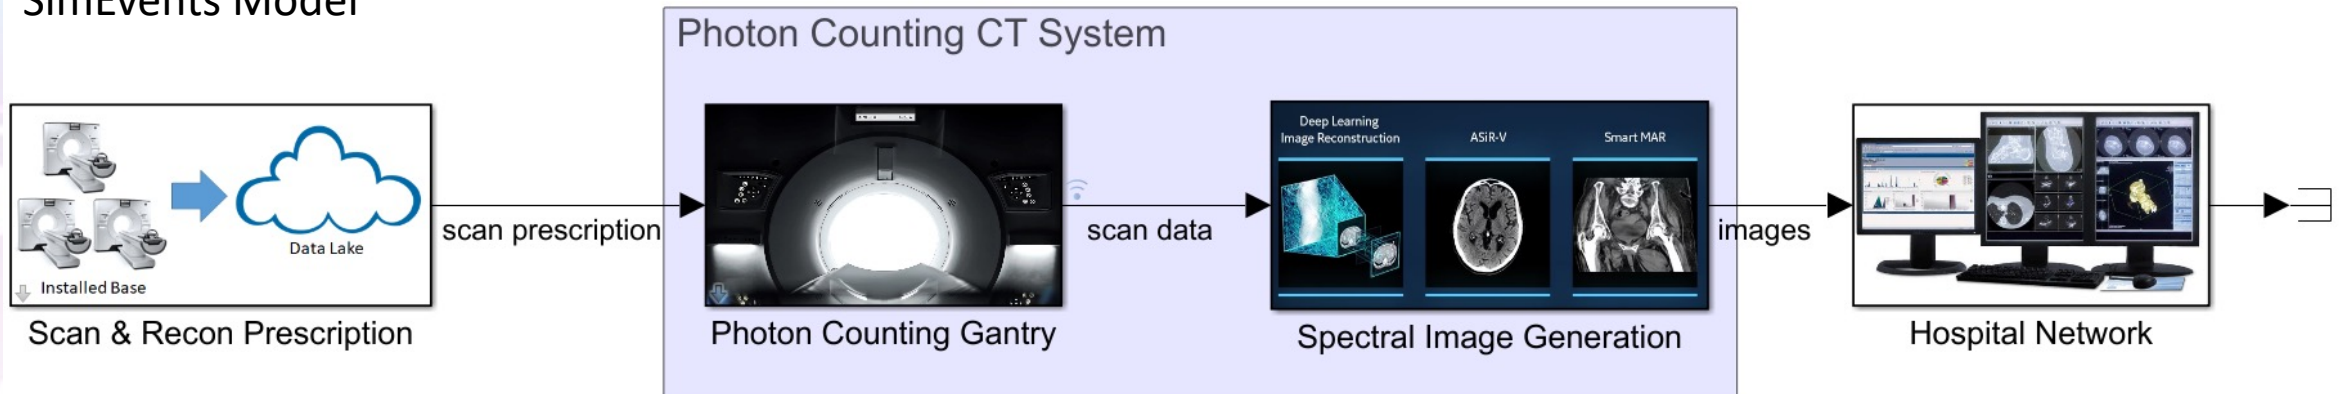 SimEvents Model
Photon Counting CT System
Data Lake
Installed Base
Scan & Recon Prescription
scan prescription
Photon Counting Gantry
scan data
Deep Learning
Image Reconstruction
ASiR-V
Smart MAR
Spectral Image Generation
images
Hospital Network